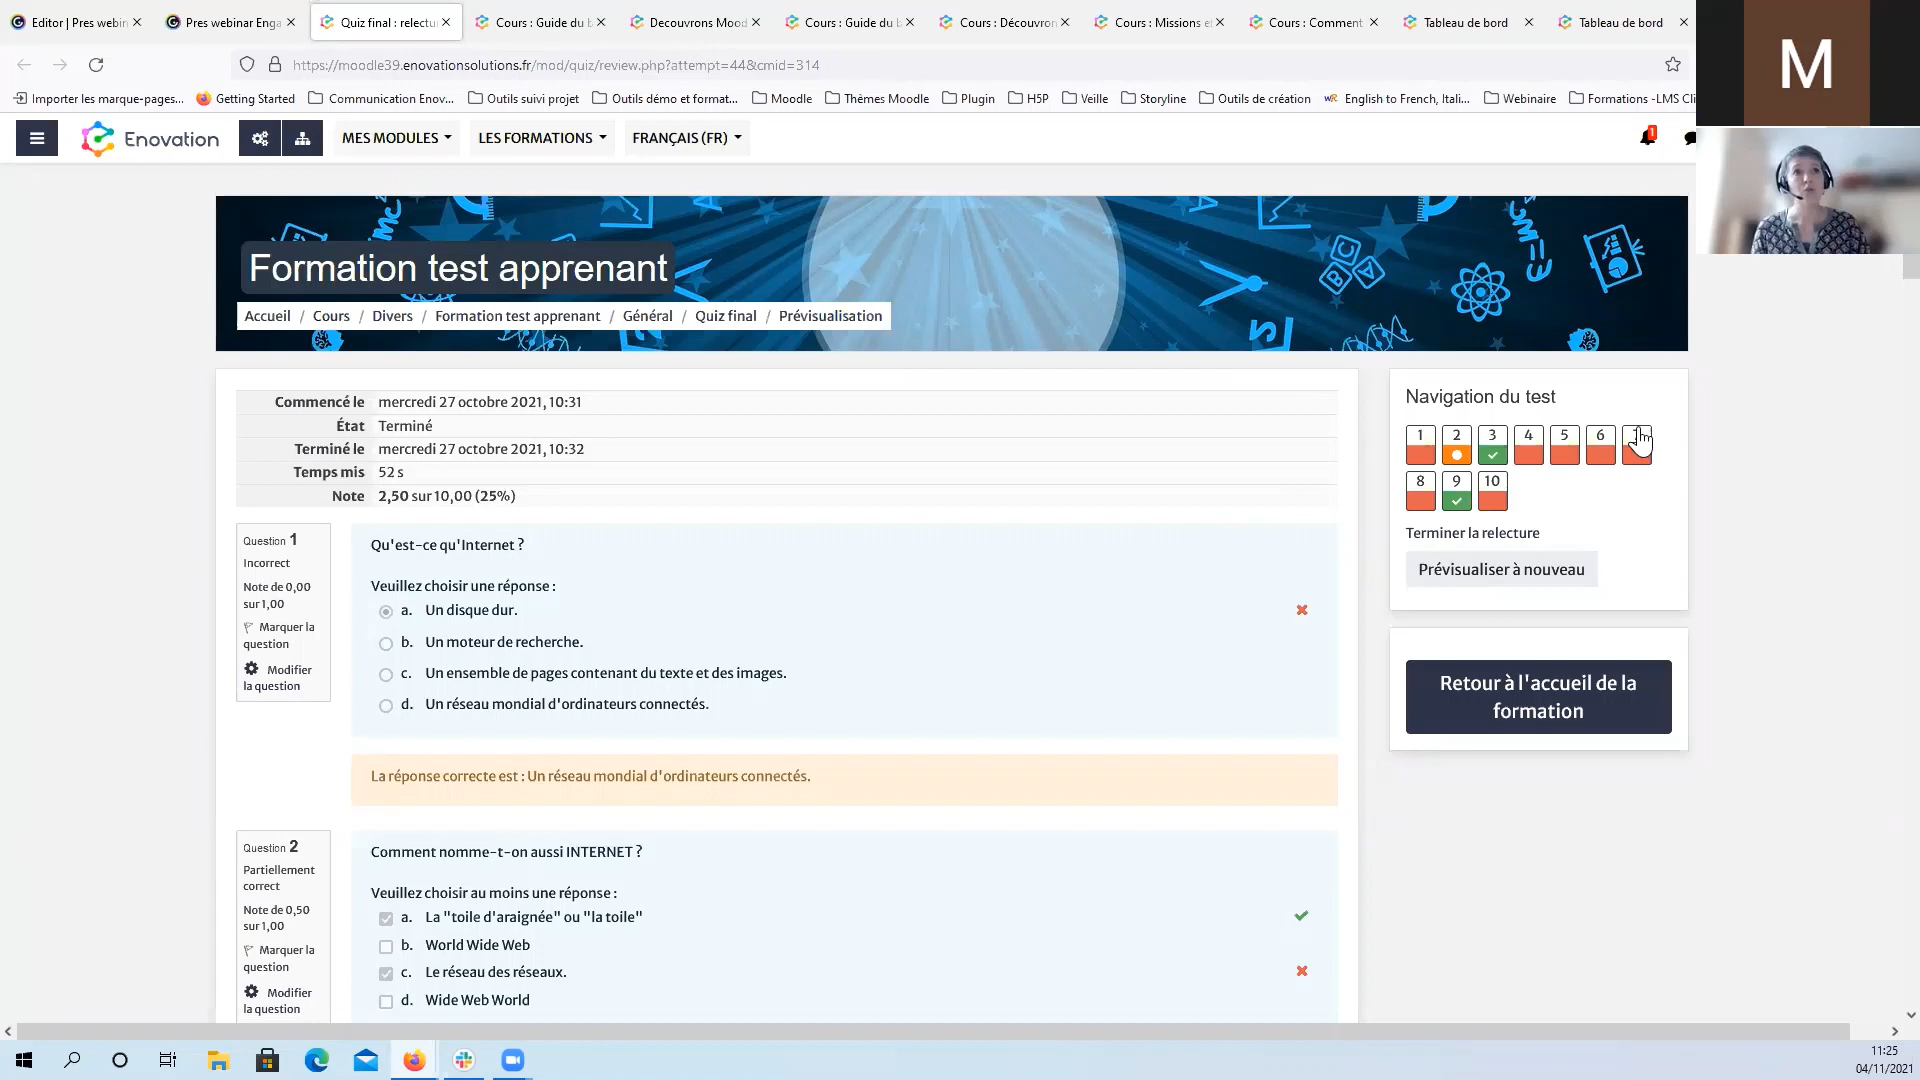 Editor | Pres webin
Pres webinar Enga
Quiz final : relectu
Cours : Guide du b
Decouvrons Mood
Cours : Guide du b
Cours : Découvron
Cours : Missions et
Cours : Comment
Tableau de bord
Tableau de bord
https://moodle39.enovationsolutions.fr/mod/quiz/review.php?attempt=44&cmid=314
Importer les marque-pages...
Getting Started
Communication Enov...
Outils suivi projet
Outils démo et format...
Moodle
Thèmes Moodle
Plugin
H5P
Veille
Storyline
Outils de création
English to French, Itali...
Webinaire
Formations -LMS Cli
M
Enovation
MES MODULES
LES FORMATIONS
FRANÇAIS (FR)
1
Formation test apprenant
Accueil / Cours / Divers / Formation test apprenant / Général / Quiz final / Prévisualisation
Commencé le mercredi 27 octobre 2021, 10:31
État Terminé
Terminé le mercredi 27 octobre 2021, 10:32
Temps mis 52 s
Note 2,50 sur 10,00 (25%)
Question 1
Incorrect
Note de 0,00
sur 1,00
Marquer la
question
Modifier
la question
Qu'est-ce qu'Internet ?
Veuillez choisir une réponse :
a. Un disque dur.
b. Un moteur de recherche.
c. Un ensemble de pages contenant du texte et des images.
d. Un réseau mondial d'ordinateurs connectés.
La réponse correcte est : Un réseau mondial d'ordinateurs connectés.
Question 2
Partiellement
correct
Note de 0,50
sur 1,00
Marquer la
question
Modifier
la question
Comment nomme-t-on aussi INTERNET ?
Veuillez choisir au moins une réponse :
a. La "toile d'araignée" ou "la toile"
b. World Wide Web
c. Le réseau des réseaux.
d. Wide Web World
Navigation du test
1 2 3 4 5 6
8 9 10
Terminer la relecture
Prévisualiser à nouveau
Retour à l'accueil de la
formation
11:25
04/11/2021